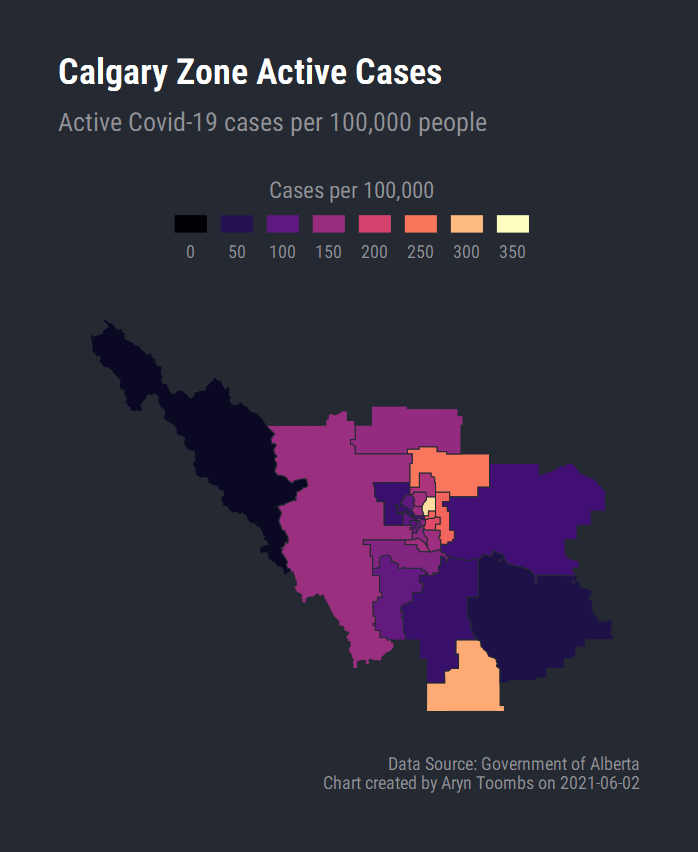 Calgary Zone Active Cases
Active Covid-19 cases per 100,000 people
Cases per 100,000
0 50 100 150 200 250 300 350
Data Source: Government of Alberta
Chart created by Aryn Toombs on 2021-06-02